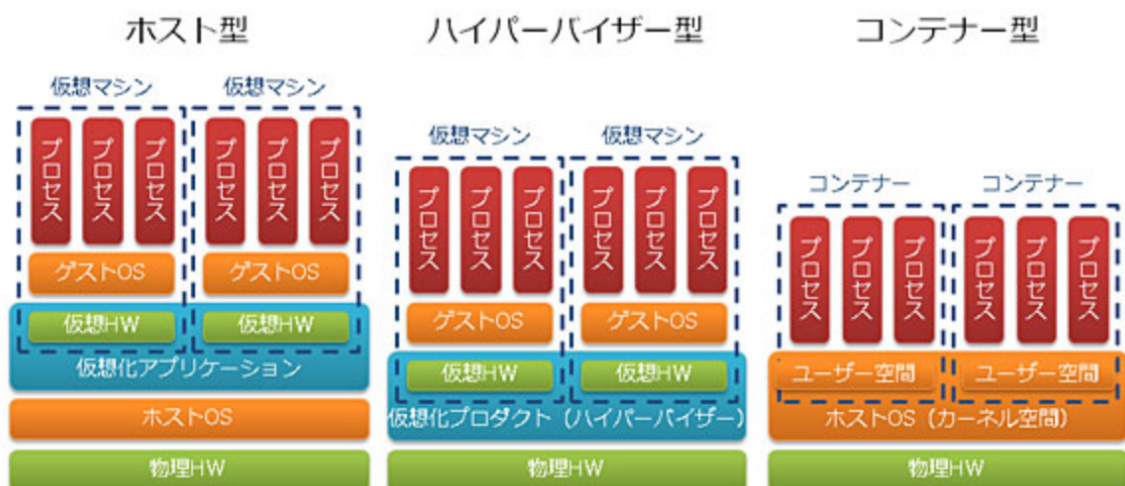 ホスト型
仮想マシン
仮想マシン
プロセス
プロセス
プロセス
プロセス
プロセス
プロセス
ゲストOS
ゲストOS
仮想HW
仮想HW
仮想化アプリケーション
ホストOS
物理HW
ハイパーバイザー型
仮想マシン
仮想マシン
プロセス
プロセス
プロセス
プロセス
プロセス
プロセス
ゲストOS
ゲストOS
仮想HW
仮想HW
仮想化プロダクト（ハイパーバイザー）
物理HW
コンテナー型
コンテナー
コンテナー
プロセス
プロセス
プロセス
プロセス
プロセス
プロセス
ユーザー空間
ユーザー空間
ホストOS（カーネル空間）
物理HW